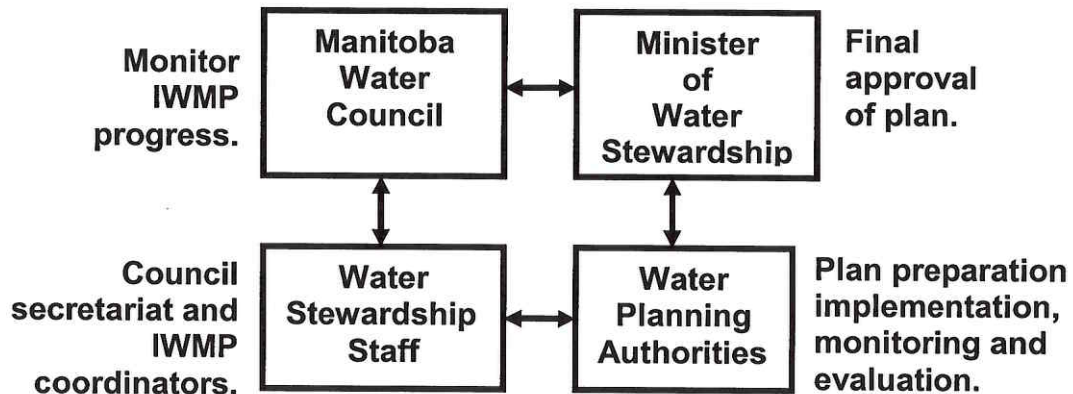 Monitor
IWMP
progress.
Manitoba
Water
Council
Minister
of
Water
Stewardship
Final
approval
of plan.
Council
secretariat and
IWMP
coordinators.
Water
Stewardship
Staff
Water
Planning
Authorities
Plan preparation
implementation,
monitoring and
evaluation.